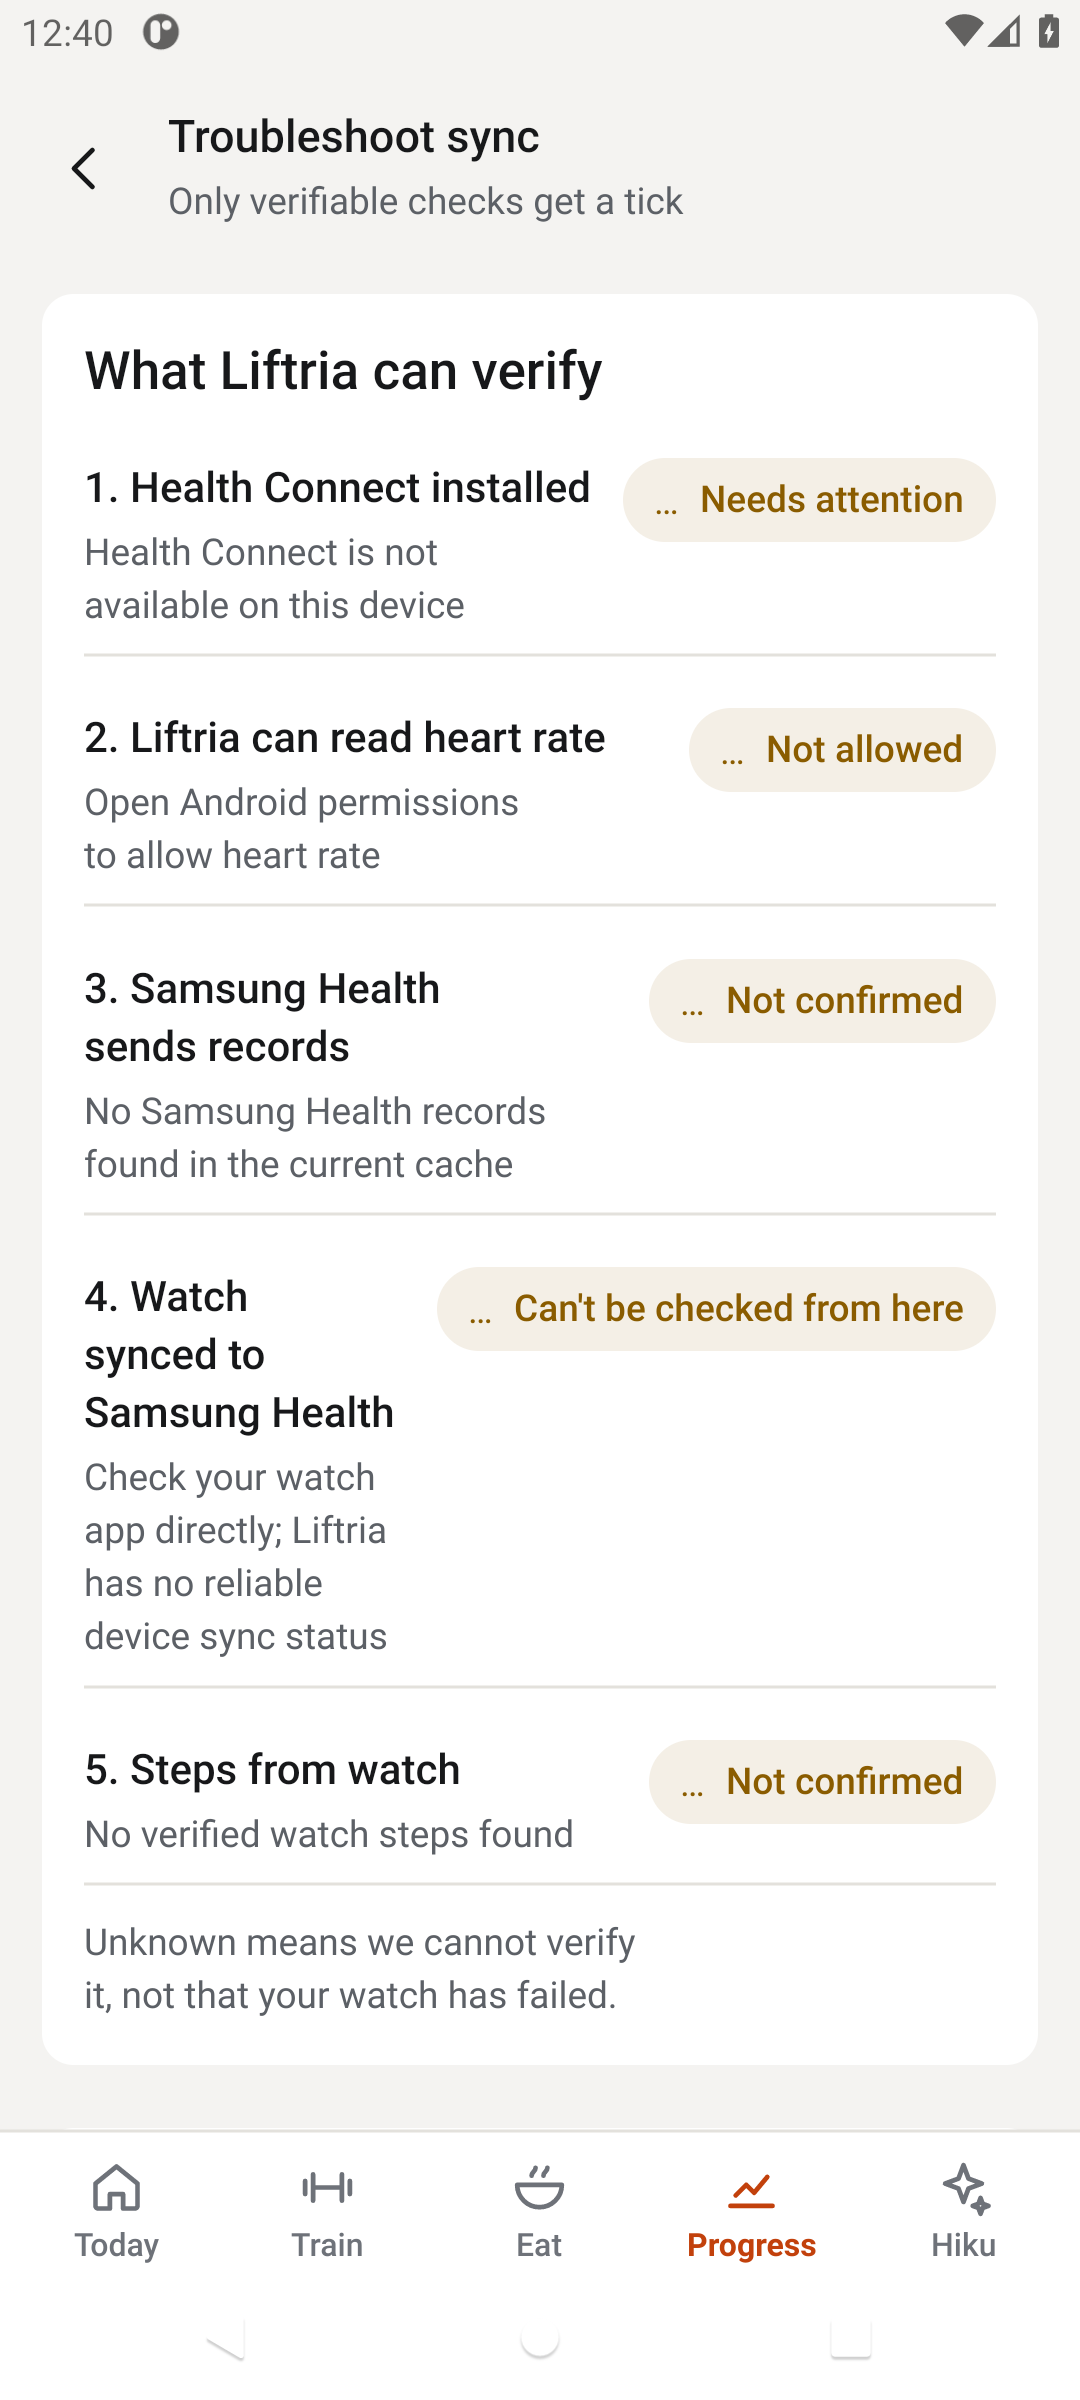 12:40
Troubleshoot sync
Only verifiable checks get a tick
What Liftria can verify
1. Health Connect installed
... Needs attention
Health Connect is not
available on this device
2. Liftria can read heart rate
... Not allowed
Open Android permissions
to allow heart rate
3. Samsung Health
sends records
... Not confirmed
No Samsung Health records
found in the current cache
4. Watch
synced to
Samsung Health
... Can't be checked from here
Check your watch
app directly; Liftria
has no reliable
device sync status
5. Steps from watch
... Not confirmed
No verified watch steps found
Unknown means we cannot verify
it, not that your watch has failed.
Today Train Eat Progress Hiku